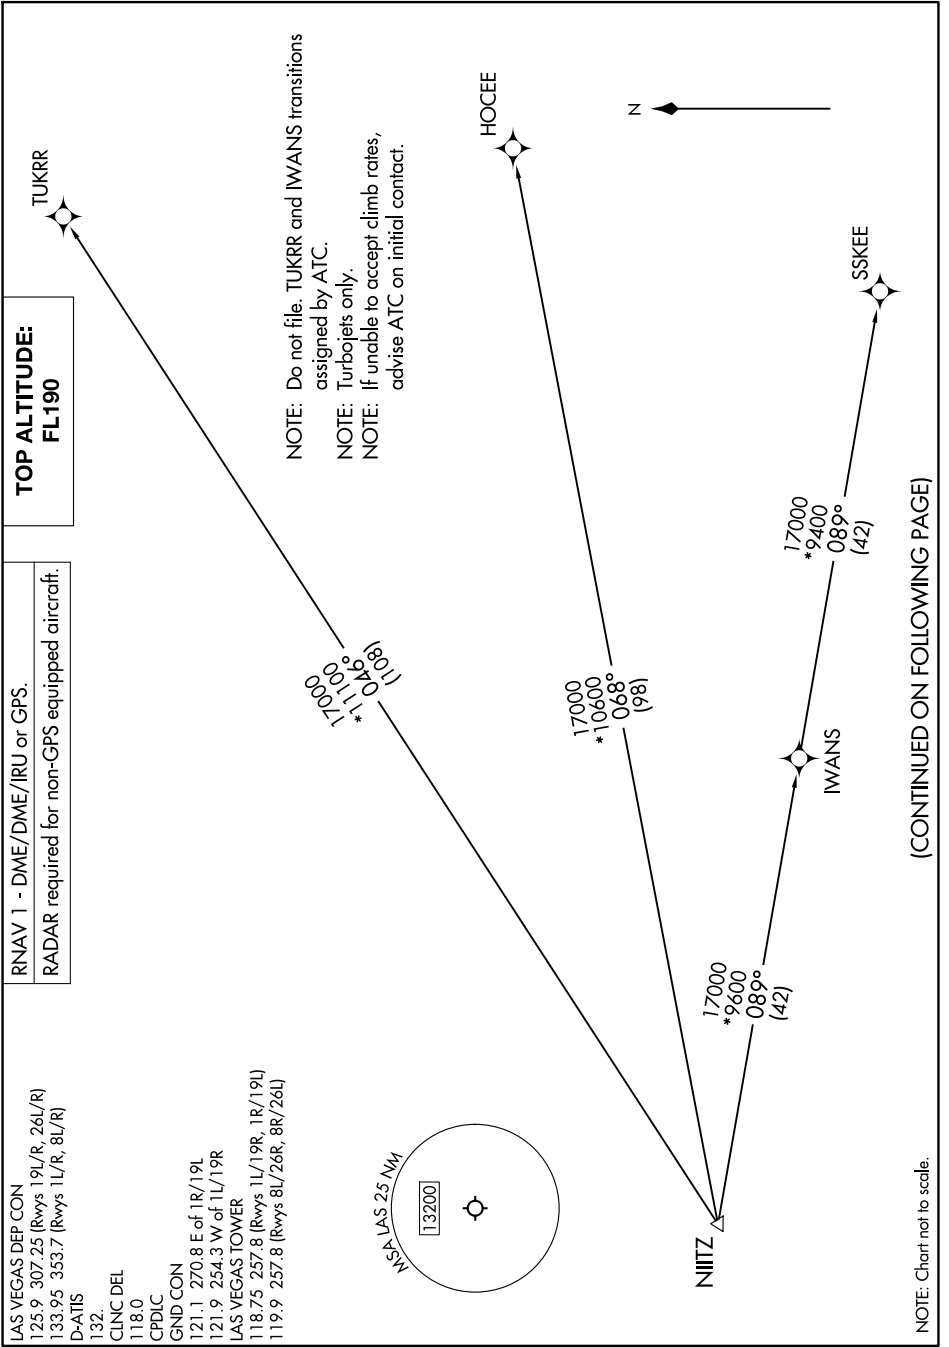 LAS VEGAS DEP CON
125.9 307.25 (Rwys 19L/R, 26L/R)
133.95 353.7 (Rwys 1L/R, 8L/R)
D-ATIS
132.
CLNC DEL
118.0
CPDLC
GND CON
121.1 270.8 E of 1R/19L
121.9 254.3 W of 1L/19R
LAS VEGAS TOWER
118.75 257.8 (Rwys 1L/19R, 1R/19L)
119.9 257.8 (Rwys 8L/26R, 8R/26L)
RNAV 1 - DME/DME/IRU or GPS.
RADAR required for non-GPS equipped aircraft.
TOP ALTITUDE:
FL190
TUKRR
NOTE: Do not file. TUKRR and IWANS transitions
assigned by ATC.
NOTE: Turbojets only.
NOTE: If unable to accept climb rates,
advise ATC on initial contact.
HOCEE
N
17000
*11100
046°
(108)
MSA LAS 25 NM
13200
17000
*10600
068°
(98)
SSKEE
17000
*9400
089°
(42)
IWANS
17000
*9600
089°
(42)
NIITZ
(CONTINUED ON FOLLOWING PAGE)
NOTE: Chart not to scale.